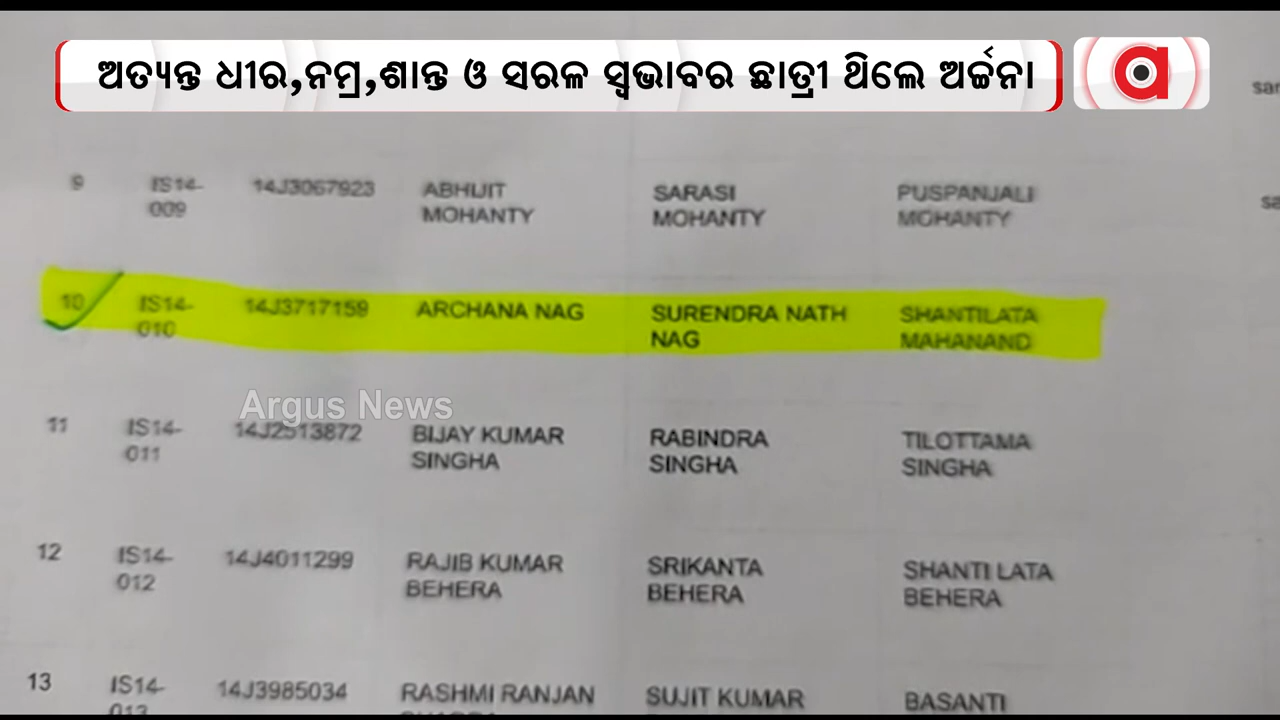 ଅତ୍ୟନ୍ତ ଧୀର,ନମ୍ର,ଶାନ୍ତ ଓ ସରଳ ସ୍ୱଭାବର ଛାତ୍ରୀ ଥିଲେ ଅର୍ଚ୍ଚନା
a
9 IS14- 14J3067923 ABHIJIT SARASI PUSPANJALI
009 MOHANTY MOHANTY MOHANTY
10 IS14- 14J3717159 ARCHANA NAG SURENDRA NATH SHANTILATA
010 NAG MAHANAND
Argus News
11 IS14- 14J2513872 BIJAY KUMAR RABINDRA TILOTTAMA
011 SINGHA SINGHA SINGHA
12 IS14- 14J4011299 RAJIB KUMAR SRIKANTA SHANTI LATA
012 BEHERA BEHERA BEHERA
13 IS14- 14J3985034 RASHMI RANJAN SUJIT KUMAR BASANTI
013